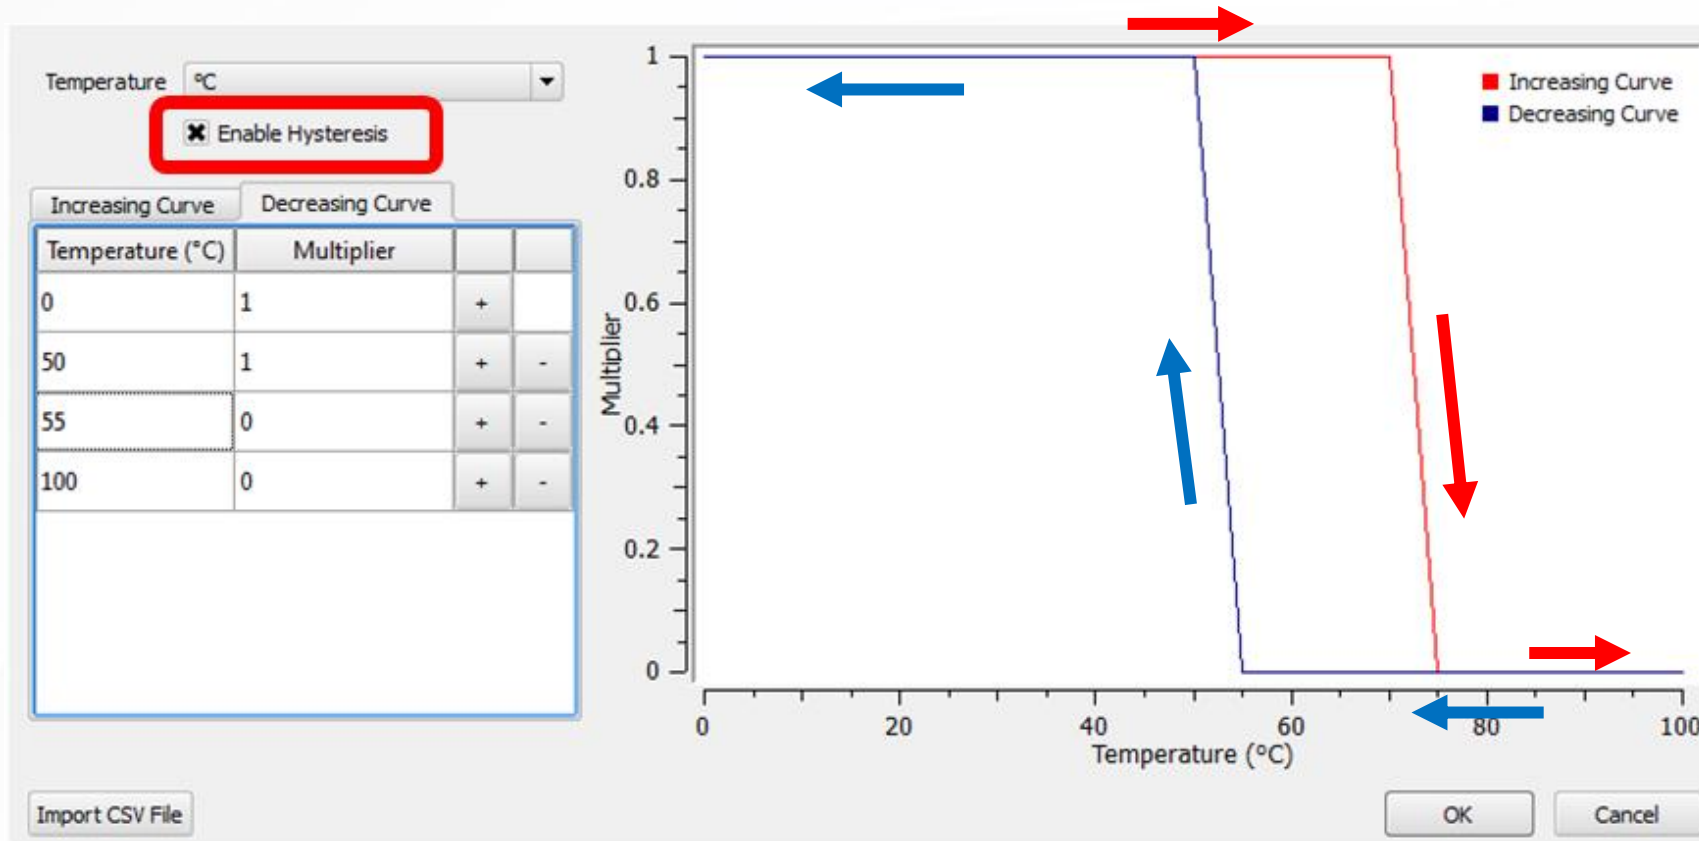 Temperature ºC
Enable Hysteresis
Increasing Curve Decreasing Curve
Temperature (°C) Multiplier
0 1 +
50 1 + -
55 0 + -
100 0 + -
Import CSV File
1
0.8
0.6
0.4
0.2
0
Multiplier
0 20 40 60 80 100
Temperature (ºC)
Increasing Curve
Decreasing Curve
OK Cancel